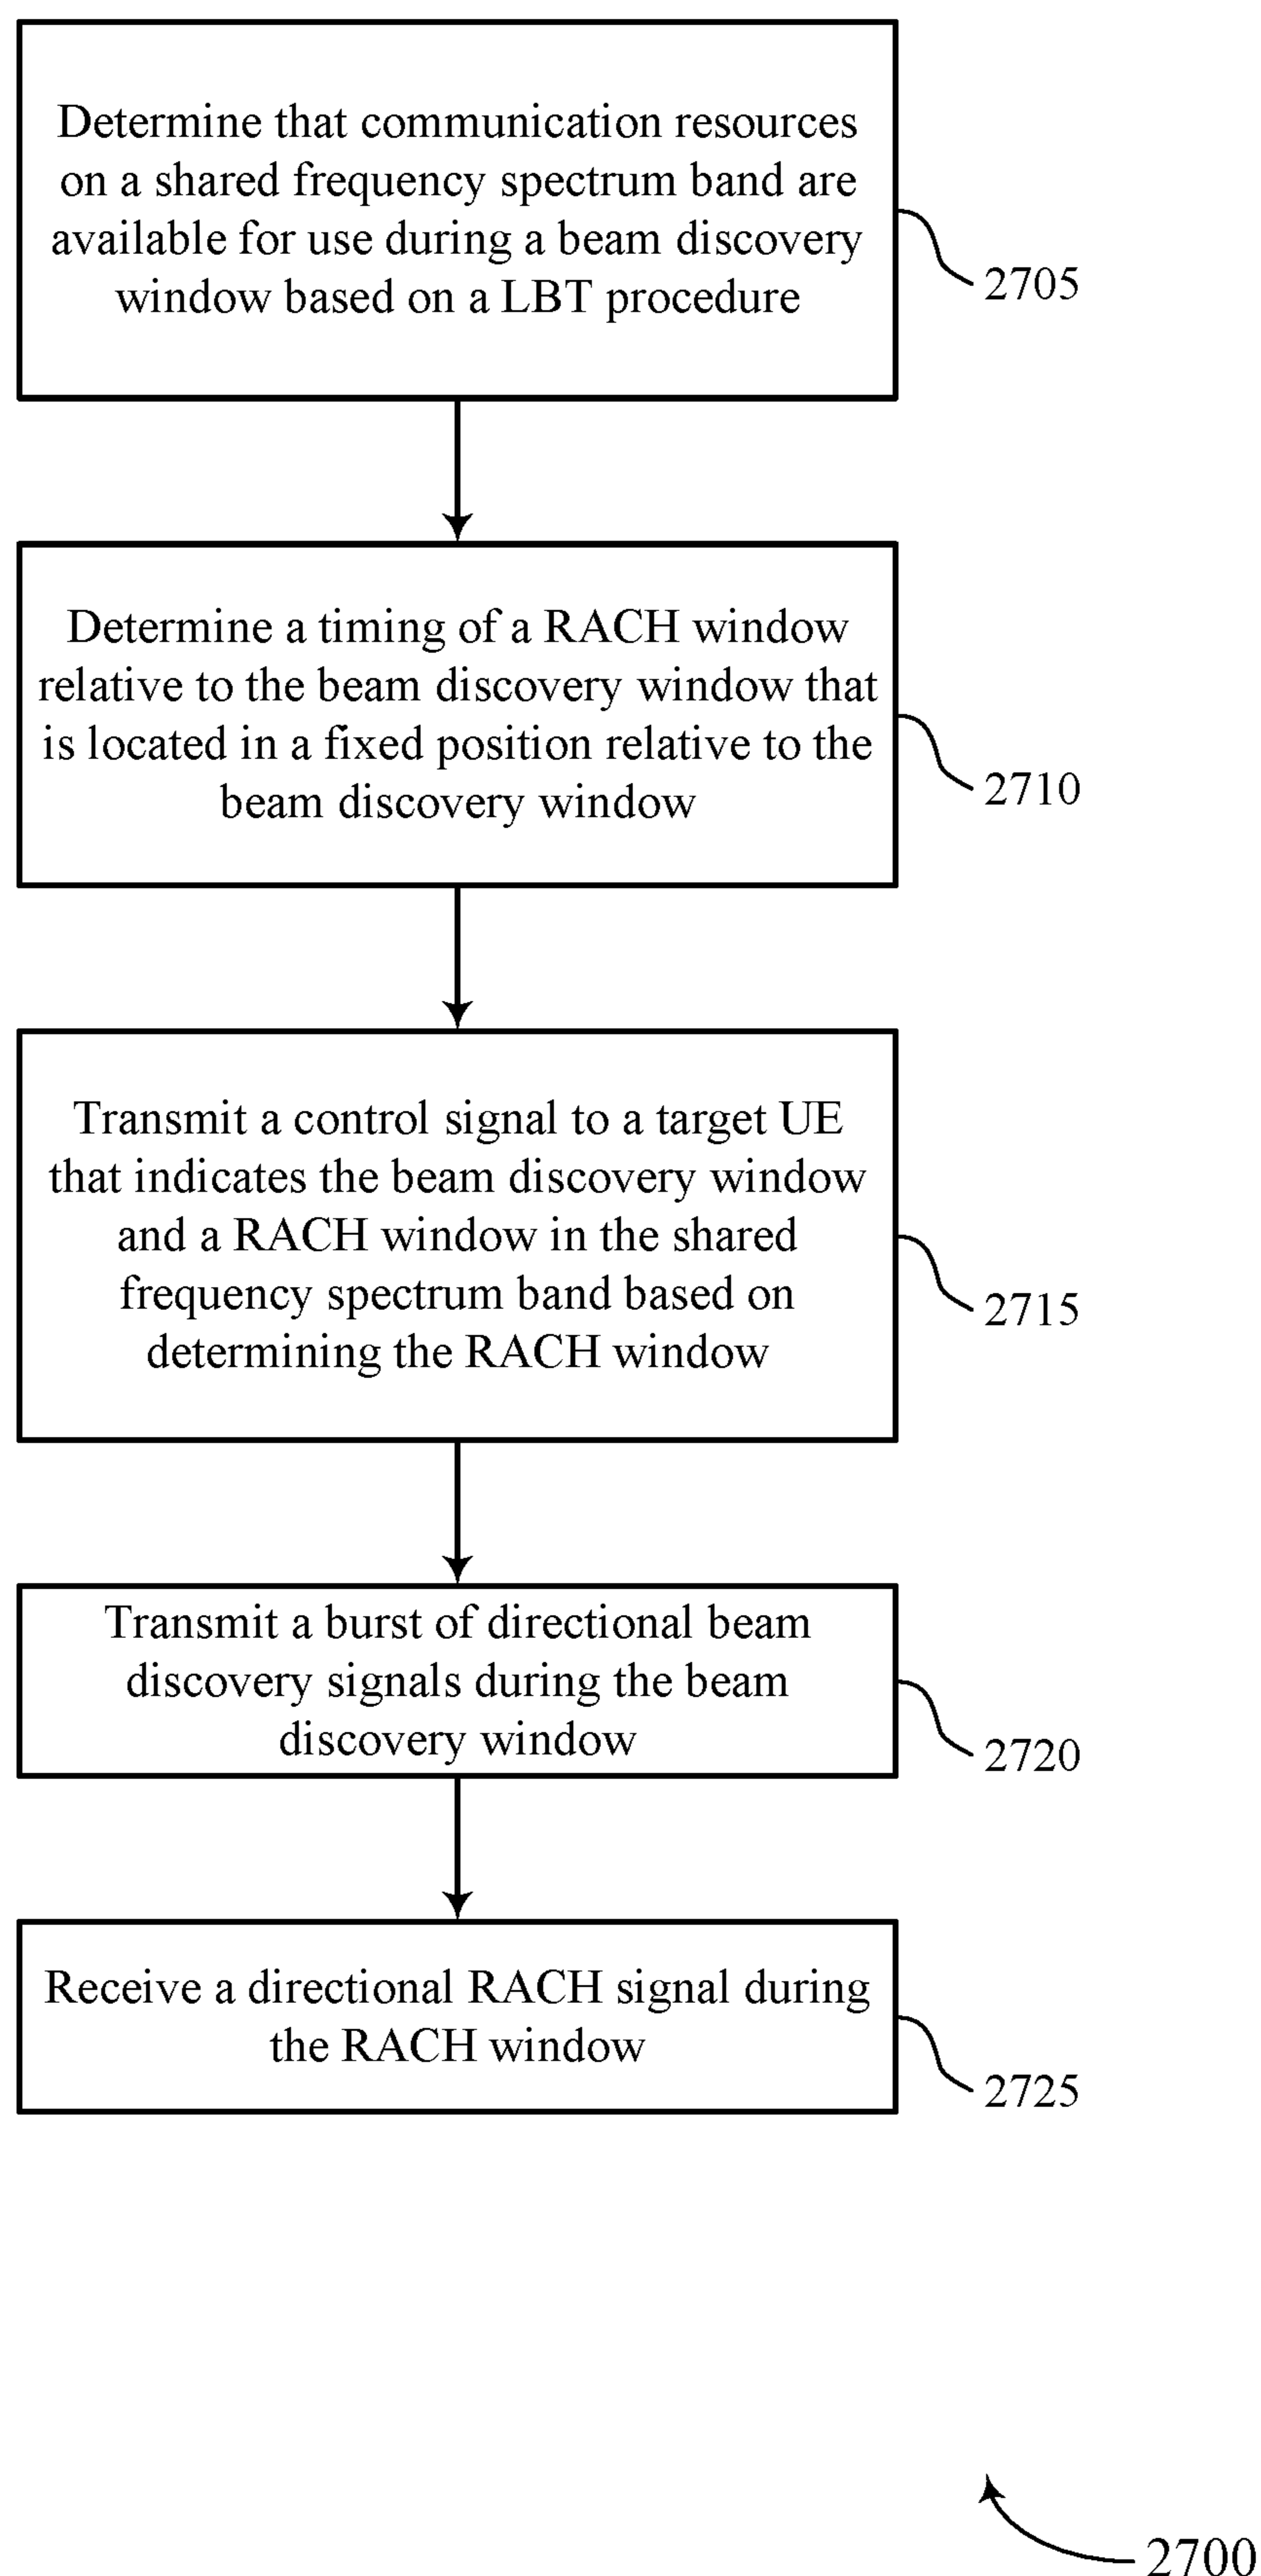 Determine that communication resources
on a shared frequency spectrum band are
available for use during a beam discovery
window based on a LBT procedure
2705
Determine a timing of a RACH window
relative to the beam discovery window that
is located in a fixed position relative to the
beam discovery window
2710
Transmit a control signal to a target UE
that indicates the beam discovery window
and a RACH window in the shared
frequency spectrum band based on
determining the RACH window
2715
Transmit a burst of directional beam
discovery signals during the beam
discovery window
2720
Receive a directional RACH signal during
the RACH window
2725
2700